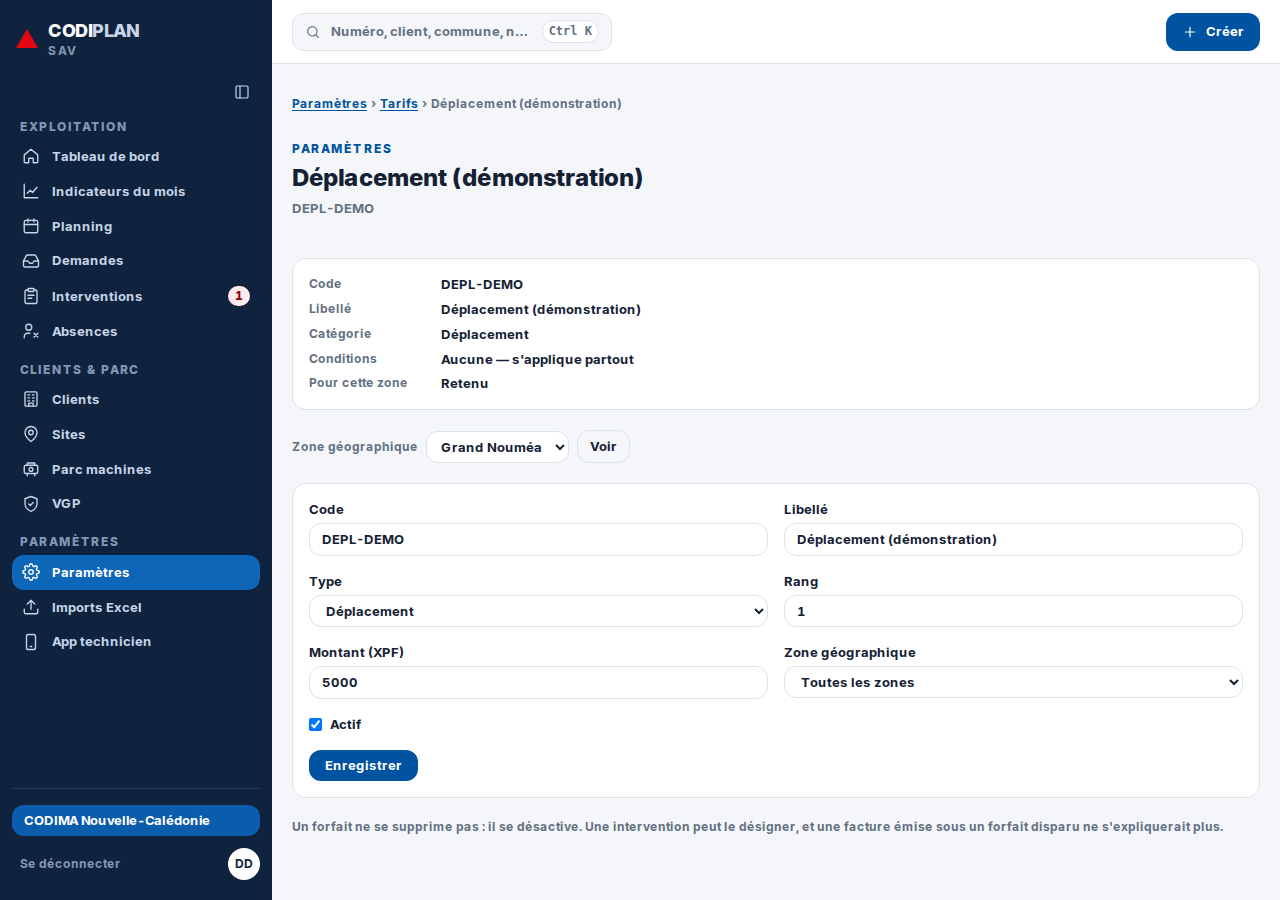 CODIPLAN
SAV
EXPLOITATION
Tableau de bord
Indicateurs du mois
Planning
Demandes
Interventions 1
Absences
CLIENTS & PARC
Clients
Sites
Parc machines
VGP
PARAMÈTRES
Paramètres
Imports Excel
App technicien
CODIMA Nouvelle-Calédonie
Se déconnecter DD
Numéro, client, commune, n… Ctrl K
Créer
Paramètres › Tarifs › Déplacement (démonstration)
PARAMÈTRES
Déplacement (démonstration)
DEPL-DEMO
Code DEPL-DEMO
Libellé Déplacement (démonstration)
Catégorie Déplacement
Conditions Aucune — s'applique partout
Pour cette zone Retenu
Zone géographique Grand Nouméa Voir
Code Libellé
DEPL-DEMO Déplacement (démonstration)
Type Rang
Déplacement 1
Montant (XPF) Zone géographique
5000 Toutes les zones
Actif
Enregistrer
Un forfait ne se supprime pas : il se désactive. Une intervention peut le désigner, et une facture émise sous un forfait disparu ne s'expliquerait plus.